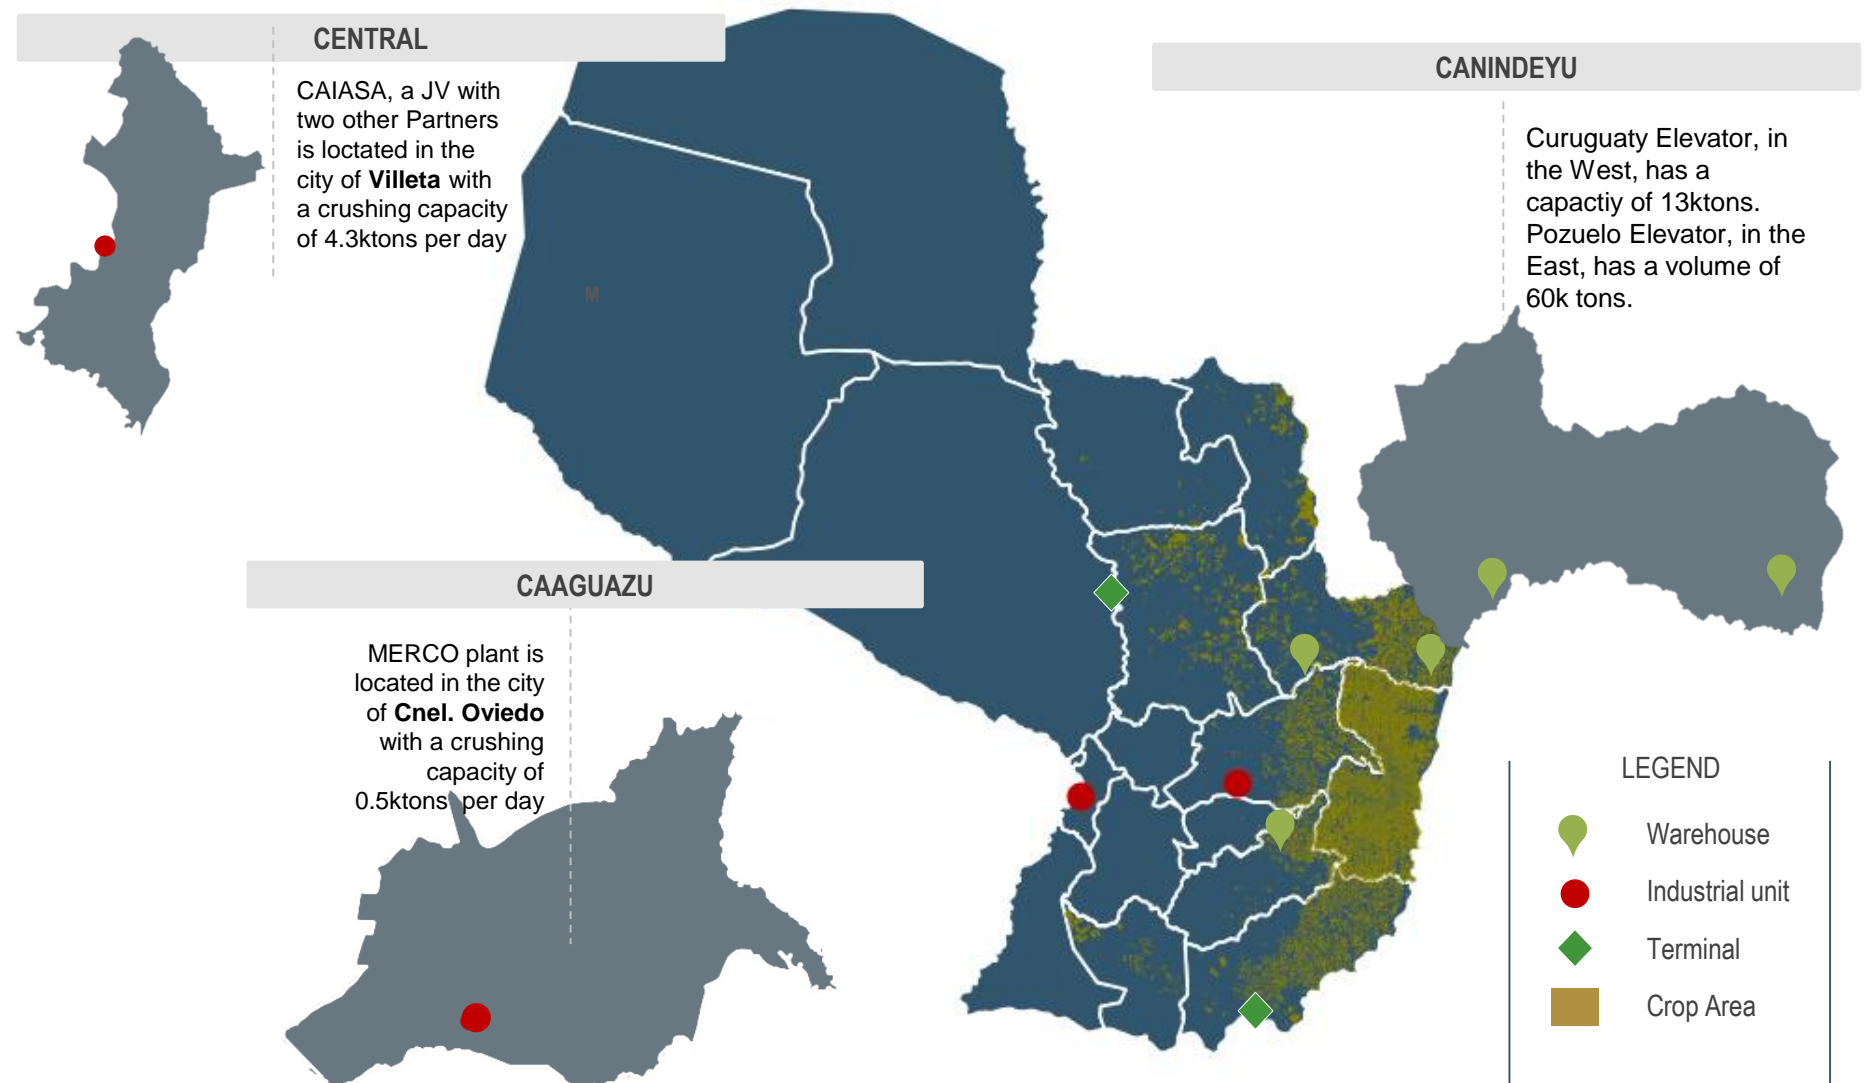 CENTRAL
CAIASA, a JV with
two other Partners
is loctated in the
city of Villeta with
a crushing capacity
of 4.3ktons per day
CANINDEYU
Curuguaty Elevator, in
the West, has a
capactiy of 13ktons.
Pozuelo Elevator, in the
East, has a volume of
60k tons.
M
CAAGUAZU
MERCO plant is
located in the city
of Cnel. Oviedo
with a crushing
capacity of
0.5ktons per day
LEGEND
Warehouse
Industrial unit
Terminal
Crop Area